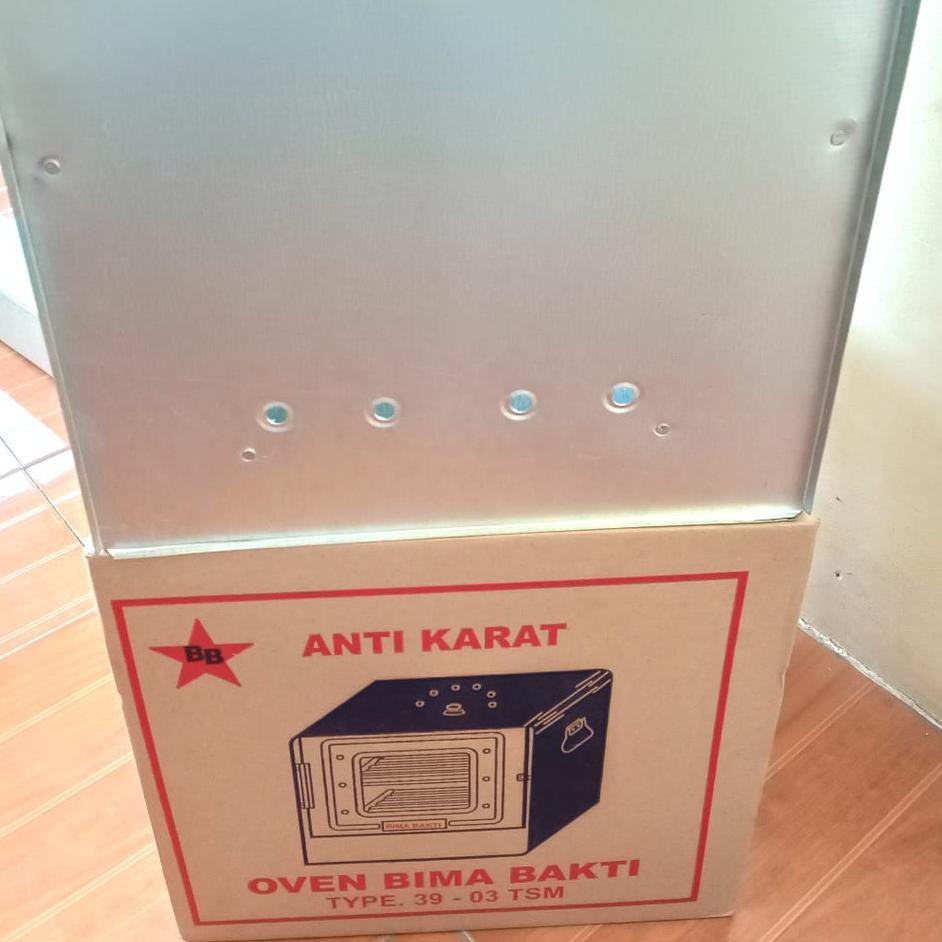 BB
ANTI KARAT
BIMA BAKTI
OVEN BIMA BAKTI
TYPE. 39 - 03 TSM